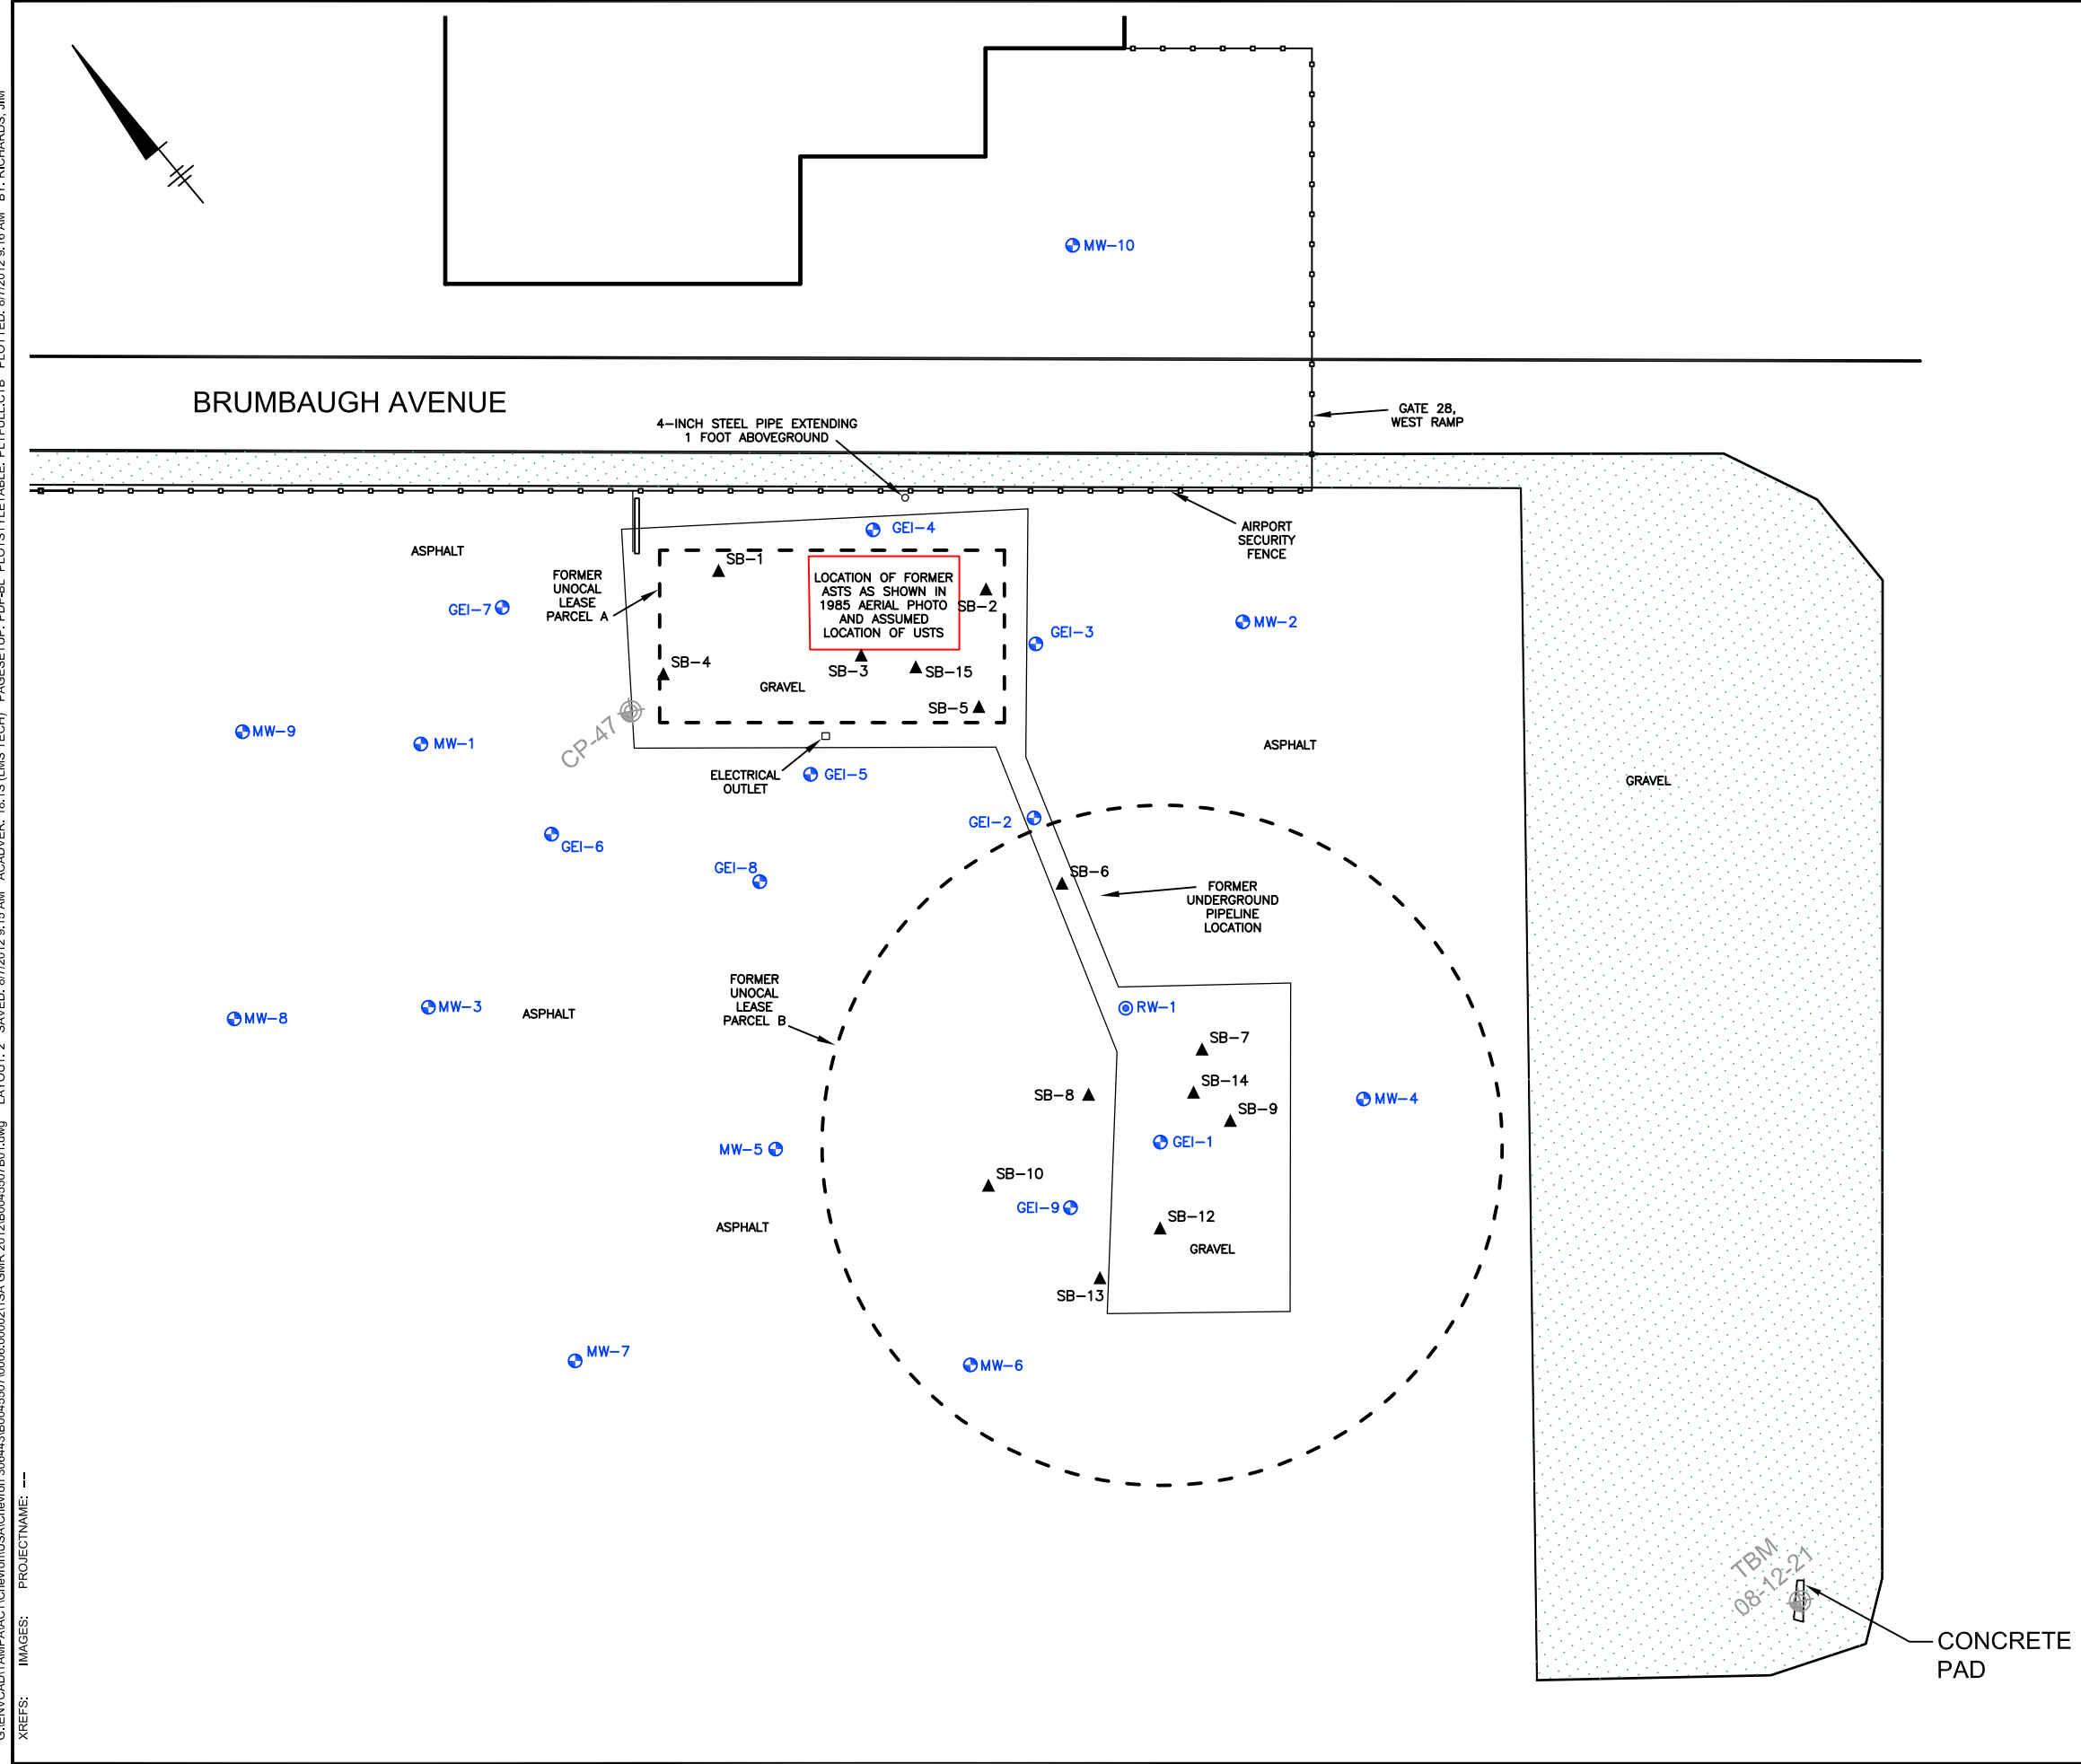 MW-10
BRUMBAUGH AVENUE
4-INCH STEEL PIPE EXTENDING
1 FOOT ABOVEGROUND
GATE 28,
WEST RAMP
AIRPORT
SECURITY
FENCE
ASPHALT
GEI-4
SB-1
FORMER
UNOCAL
LEASE
PARCEL A
LOCATION OF FORMER
ASTS AS SHOWN IN
1985 AERIAL PHOTO
AND ASSUMED
LOCATION OF USTS
SB-2
GEI-7
GEI-3
MW-2
SB-4
SB-3
SB-15
GRAVEL
SB-5
CP-47
MW-9
MW-1
ELECTRICAL
OUTLET
GEI-5
ASPHALT
GRAVEL
GEI-2
GEI-6
GEI-8
SB-6
FORMER
UNDERGROUND
PIPELINE
LOCATION
FORMER
UNOCAL
LEASE
PARCEL B
MW-8
MW-3
ASPHALT
RW-1
SB-7
SB-14
SB-8
SB-9
MW-4
GEI-1
MW-5
SB-10
GEI-9
SB-12
ASPHALT
GRAVEL
SB-13
MW-7
MW-6
TBM
08-12-21
CONCRETE
PAD
XREFS: IMAGES: PROJECTNAME: --